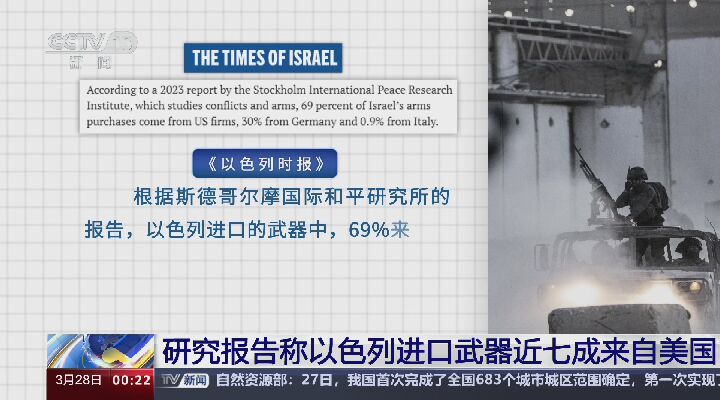 CCTV 13
新闻
THE TIMES OF ISRAEL
According to a 2023 report by the Stockholm International Peace Research
Institute, which studies conflicts and arms, 69 percent of Israel's arms
purchases come from US firms, 30% from Germany and 0.9% from Italy.
《以色列时报》
根据斯德哥尔摩国际和平研究所的
报告，以色列进口的武器中，69%来
研究报告称以色列进口武器近七成来自美国
3月28日 00:22 TV新闻 自然资源部：27日，我国首次完成了全国683个城市城区范围确定，第一次实现了